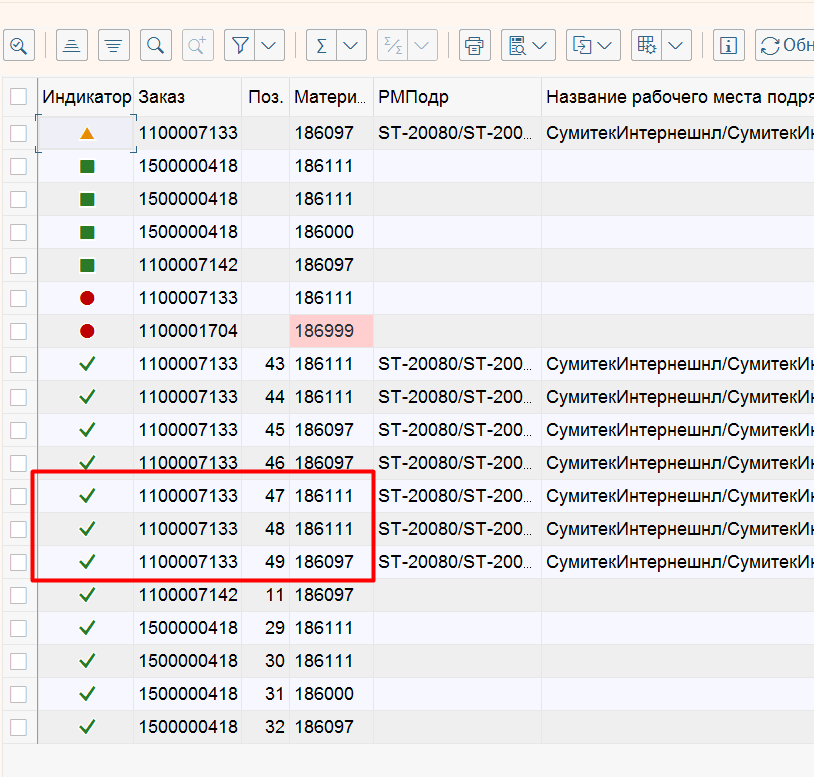 Обн
Индикатор Заказ Поз. Матери... РМПодр Название рабочего места подря
1100007133 186097 ST-20080/ST-200... СумитекИнтернешнл/СумитекИн
1500000418 186111
1500000418 186111
1500000418 186000
1100007142 186097
1100007133 186111
1100001704 186999
1100007133 43 186111 ST-20080/ST-200... СумитекИнтернешнл/СумитекИн
1100007133 44 186111 ST-20080/ST-200... СумитекИнтернешнл/СумитекИн
1100007133 45 186097 ST-20080/ST-200... СумитекИнтернешнл/СумитекИн
1100007133 46 186097 ST-20080/ST-200... СумитекИнтернешнл/СумитекИн
1100007133 47 186111 ST-20080/ST-200... СумитекИнтернешнл/СумитекИн
1100007133 48 186111 ST-20080/ST-200... СумитекИнтернешнл/СумитекИн
1100007133 49 186097 ST-20080/ST-200... СумитекИнтернешнл/СумитекИн
1100007142 11 186097
1500000418 29 186111
1500000418 30 186111
1500000418 31 186000
1500000418 32 186097